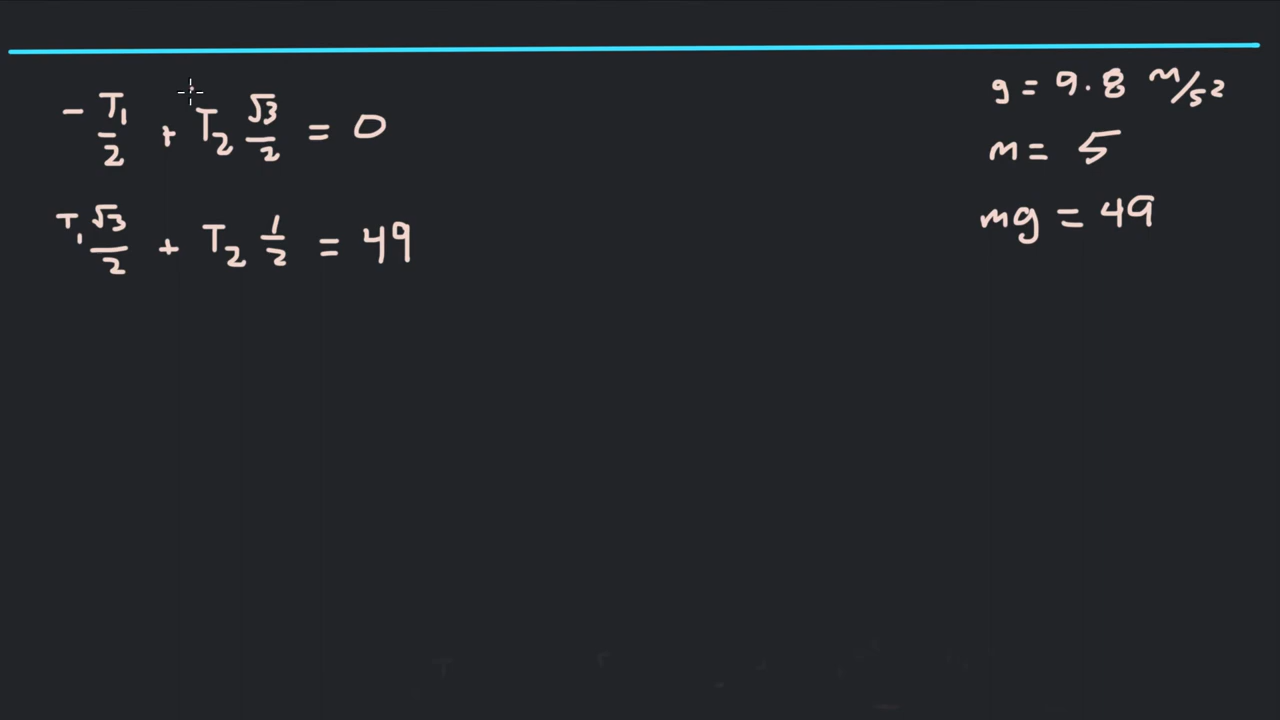 - T₁/2 + T₂ √3/2 = 0
T₁ √3/2 + T₂ 1/2 = 49
g = 9.8 m/s²
m = 5
mg = 49